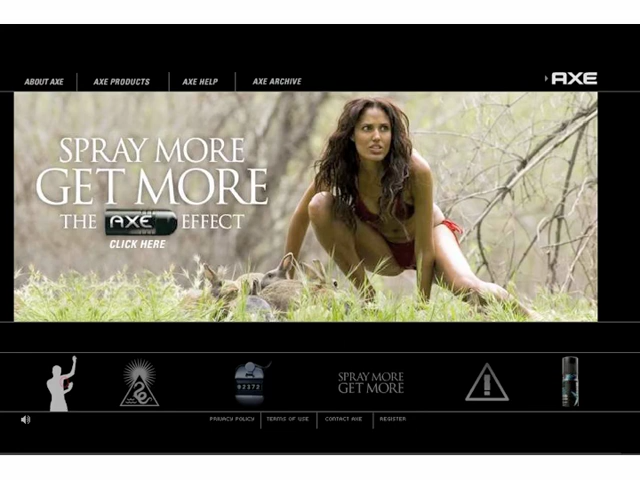 ABOUT AXE
AXE PRODUCTS
AXE HELP
AXE ARCHIVE
AXE
SPRAY MORE
GET MORE
THE AXE EFFECT
CLICK HERE
92372
SPRAY MORE
GET MORE
PRIVACY POLICY
TERMS OF USE
CONTACT AXE
REGISTER